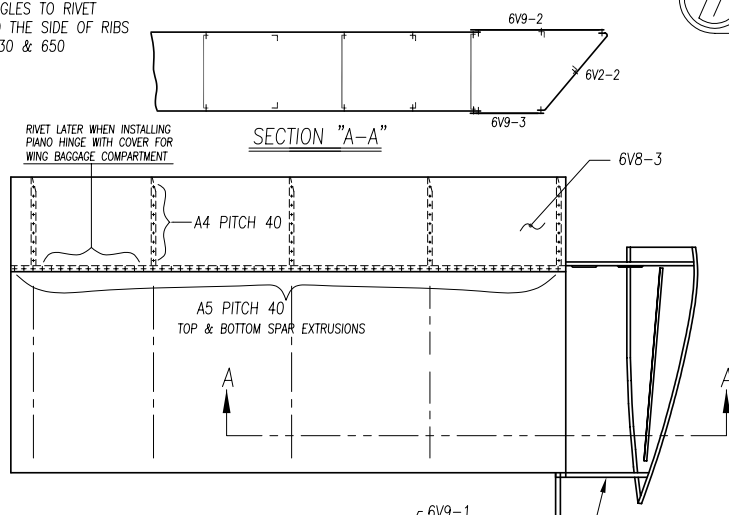 GLES TO RIVET
THE SIDE OF RIBS
30 & 650
6V9-2
6V2-2
6V9-3
SECTION "A-A"
RIVET LATER WHEN INSTALLING
PIANO HINGE WITH COVER FOR
WING BAGGAGE COMPARTMENT
6V8-3
A4 PITCH 40
A5 PITCH 40
TOP & BOTTOM SPAR EXTRUSIONS
A
A
6V9-1